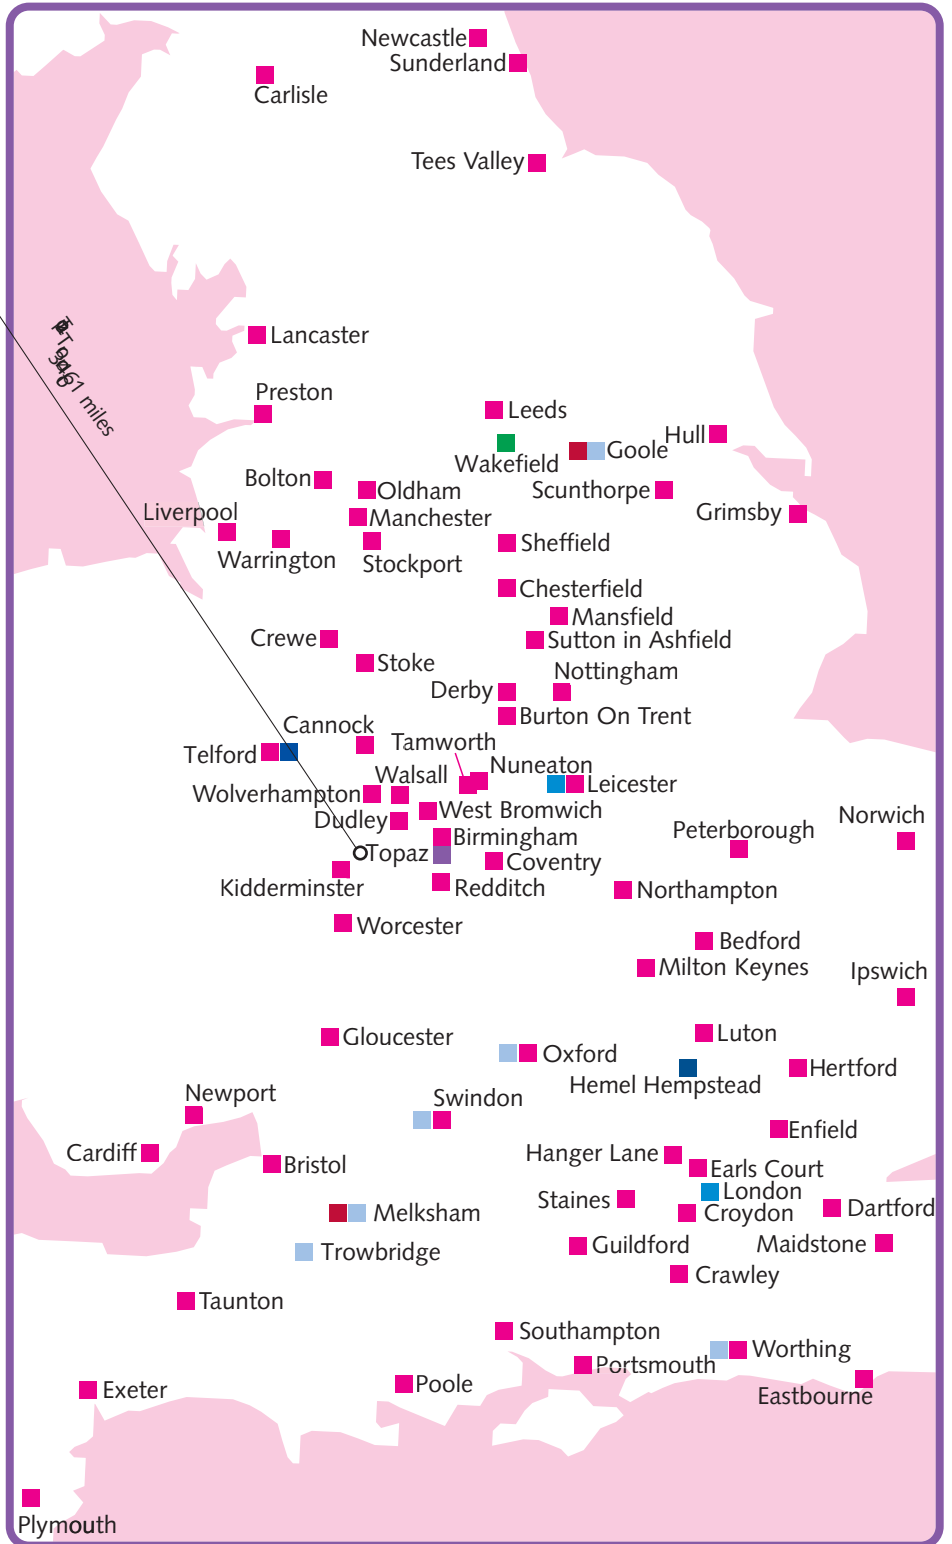 Newcastle
Sunderland
Carlisle
Tees Valley
Lancaster
Preston
Leeds
Hull
Wakefield
Goole
Bolton
Oldham
Scunthorpe
Liverpool
Manchester
Grimsby
Warrington
Stockport
Sheffield
Chesterfield
Mansfield
Crewe
Sutton in Ashfield
Stoke
Nottingham
Derby
Burton On Trent
Cannock
Tamworth
Telford
Nuneaton
Walsall
Leicester
Wolverhampton
West Bromwich
Dudley
Norwich
Birmingham
Peterborough
Topaz
Coventry
Kidderminster
Redditch
Northampton
Worcester
Bedford
Milton Keynes
Ipswich
Gloucester
Luton
Oxford
Hertford
Hemel Hempstead
Newport
Swindon
Enfield
Cardiff
Hanger Lane
Bristol
Earls Court
London
Staines
Dartford
Melksham
Croydon
Trowbridge
Guildford
Maidstone
Crawley
Taunton
Southampton
Worthing
Portsmouth
Poole
Exeter
Eastbourne
Plymouth
miles